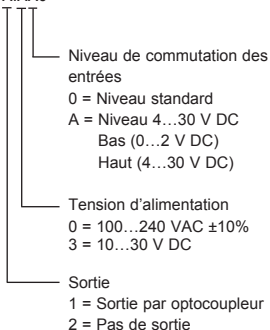 Niveau de commutation des
entrées
0 = Niveau standard
A = Niveau 4…30 V DC
Bas (0…2 V DC)
Haut (4…30 V DC)
Tension d’alimentation
0 = 100…240 VAC ±10%
3 = 10…30 V DC
Sortie
1 = Sortie par optocoupleur
2 = Pas de sortie